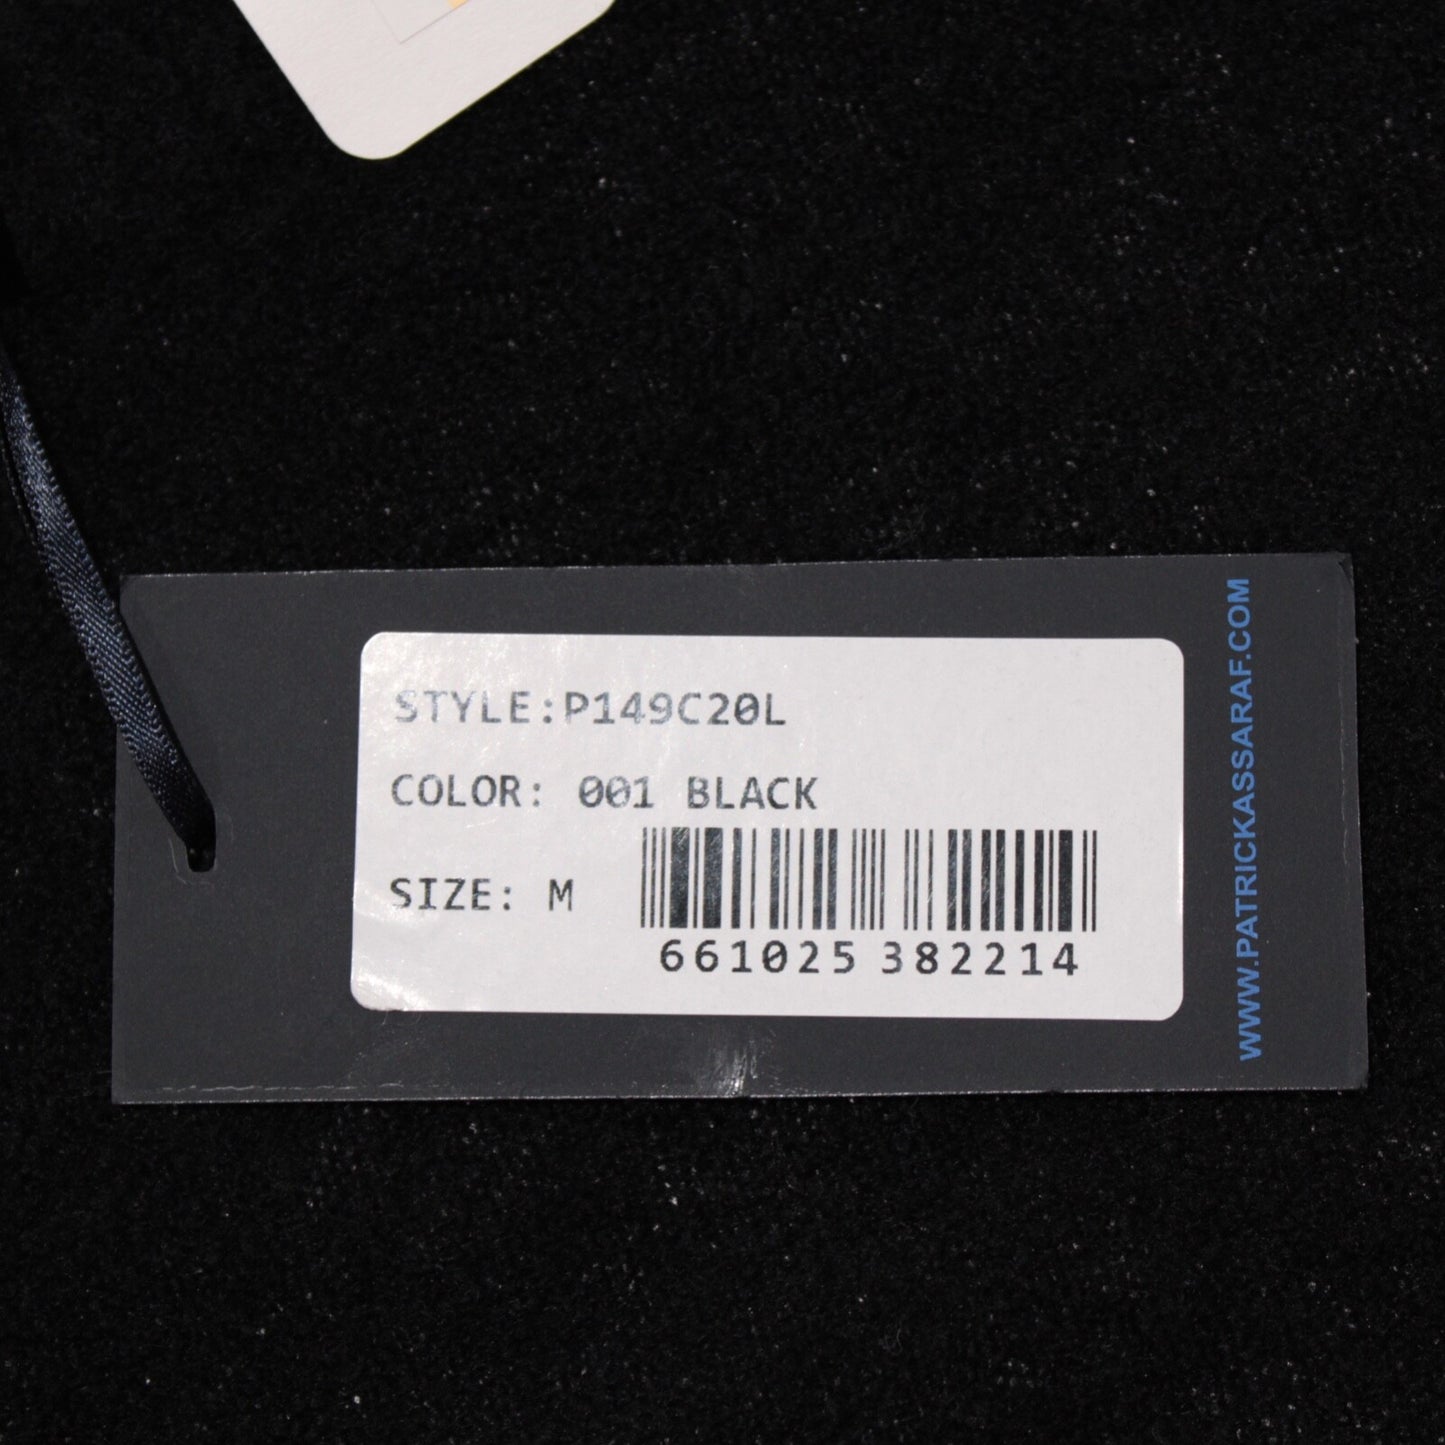 STYLE:P149C20L
COLOR: 001 BLACK
SIZE: M
661025 382214
WWW.PATRICKASSARAF.COM